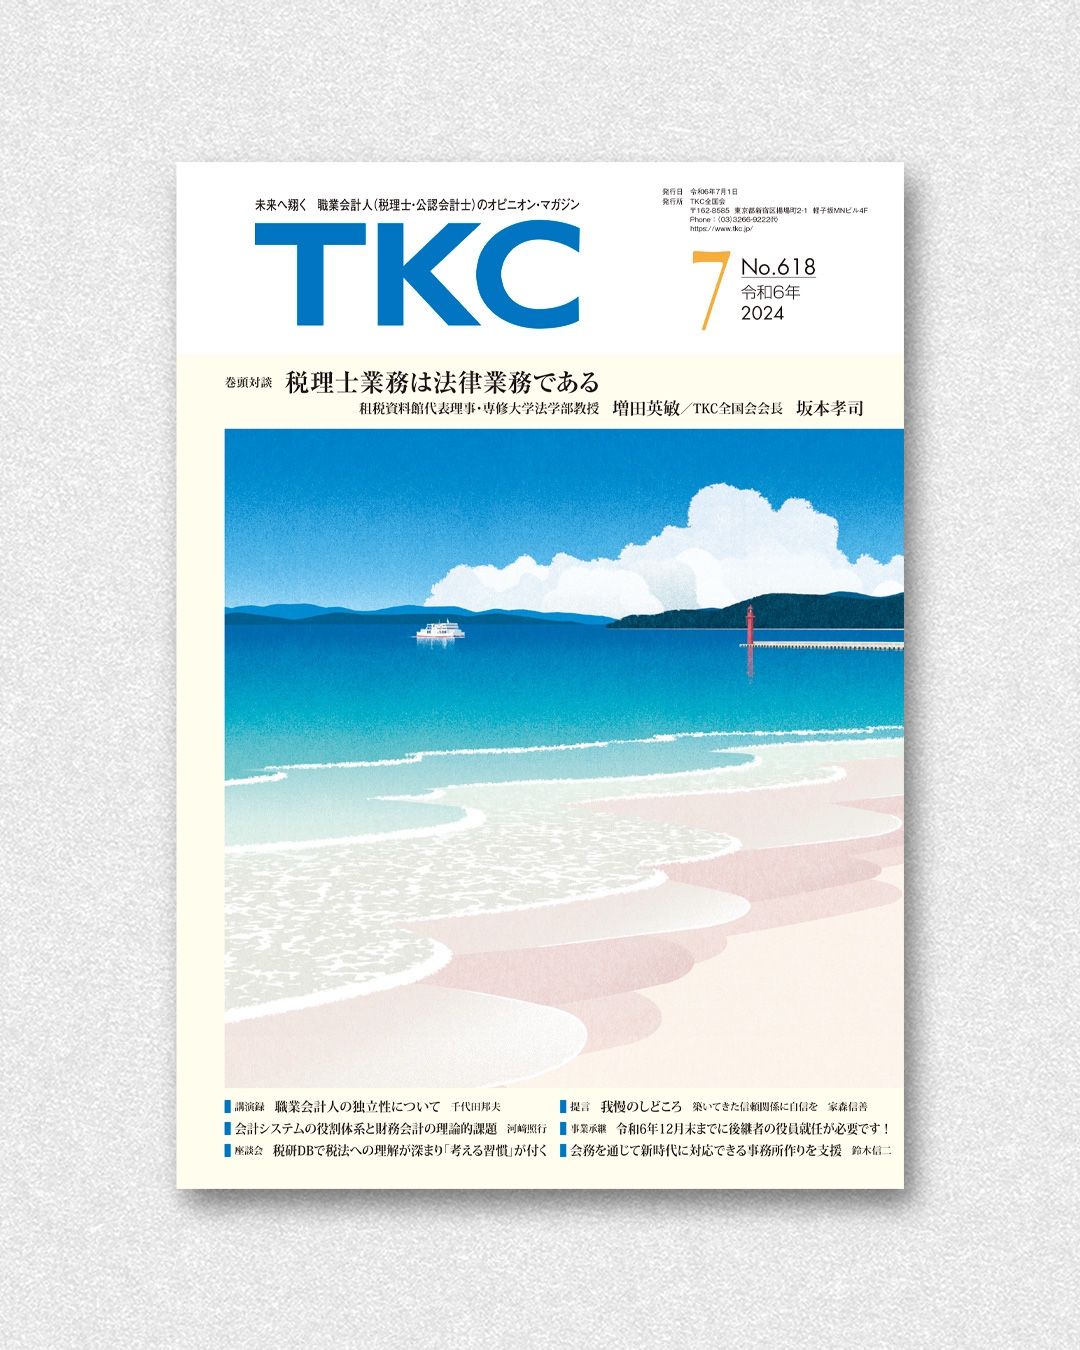 未来へ翔く 職業会計人(税理士・公認会計士)のオピニオン・マガジン
TKC
発行日 令和6年7月1日
発行所 TKC全国会
〒162-8585 東京都新宿区揚場町2-1 軽子坂MNビル4F
Phone:(03)3266-9222㈹
https://www.tkc.jp/
7
No.618
令和6年
2024
巻頭対談 税理士業務は法律業務である
租税資料館代表理事・専修大学法学部教授 増田英敏/TKC全国会会長 坂本孝司
講演録 職業会計人の独立性について 千代田邦夫
会計システムの役割体系と財務会計の理論的課題 河﨑照行
座談会 税研DBで税法への理解が深まり「考える習慣」が付く
提言 我慢のしどころ 築いてきた信頼関係に自信を 家森信善
事業承継 令和6年12月末までに後継者の役員就任が必要です!
会務を通じて新時代に対応できる事務所作りを支援 鈴木信二